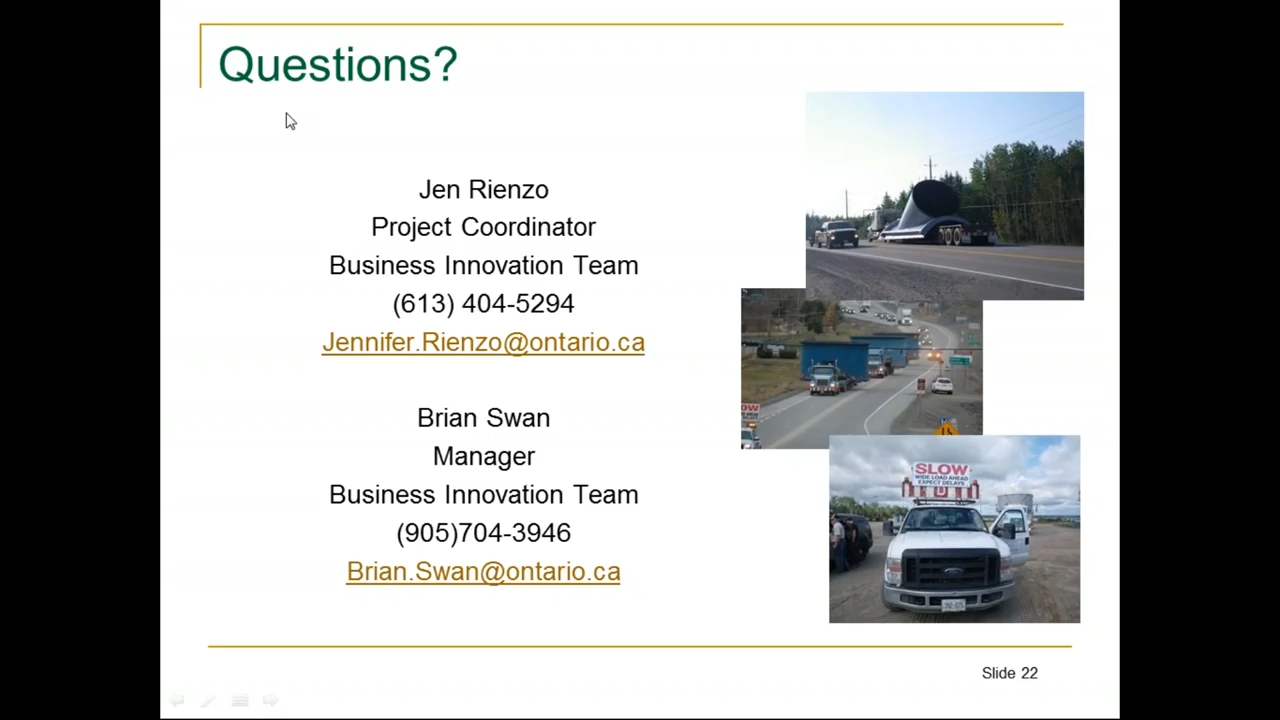 Questions?
Jen Rienzo
Project Coordinator
Business Innovation Team
(613) 404-5294
Jennifer.Rienzo@ontario.ca
Brian Swan
Manager
Business Innovation Team
(905)704-3946
Brian.Swan@ontario.ca
SLOW
WIDE LOAD AHEAD
EXPECT DELAYS
Slide 22